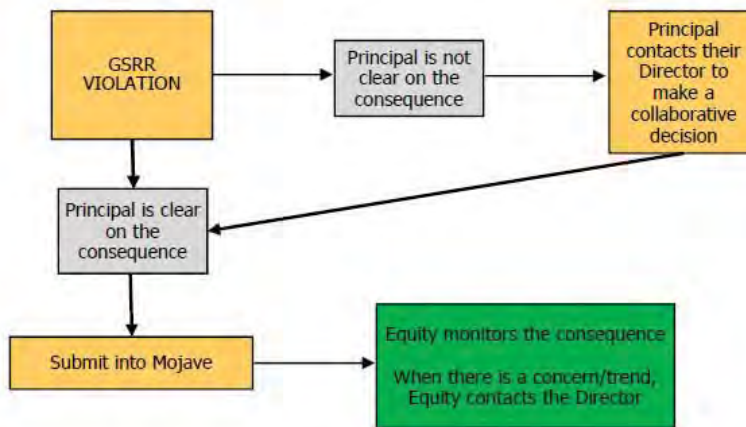 GSRR
VIOLATION
Principal is not
clear on the
consequence
Principal
contacts their
Director to
make a
collaborative
decision
Principal is clear
on the
consequence
Submit into Mojave
Equity monitors the consequence
When there is a concern/trend,
Equity contacts the Director